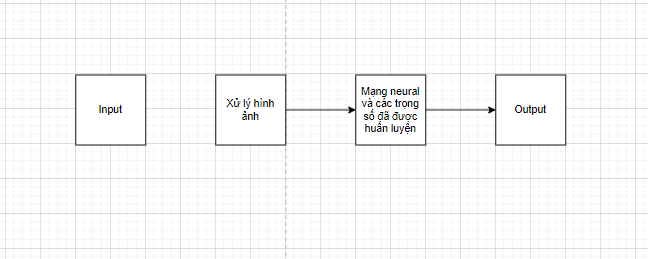 Input
Xử lý hình
ảnh
Mạng neural
và các trọng
số đã được
huấn luyện
Output